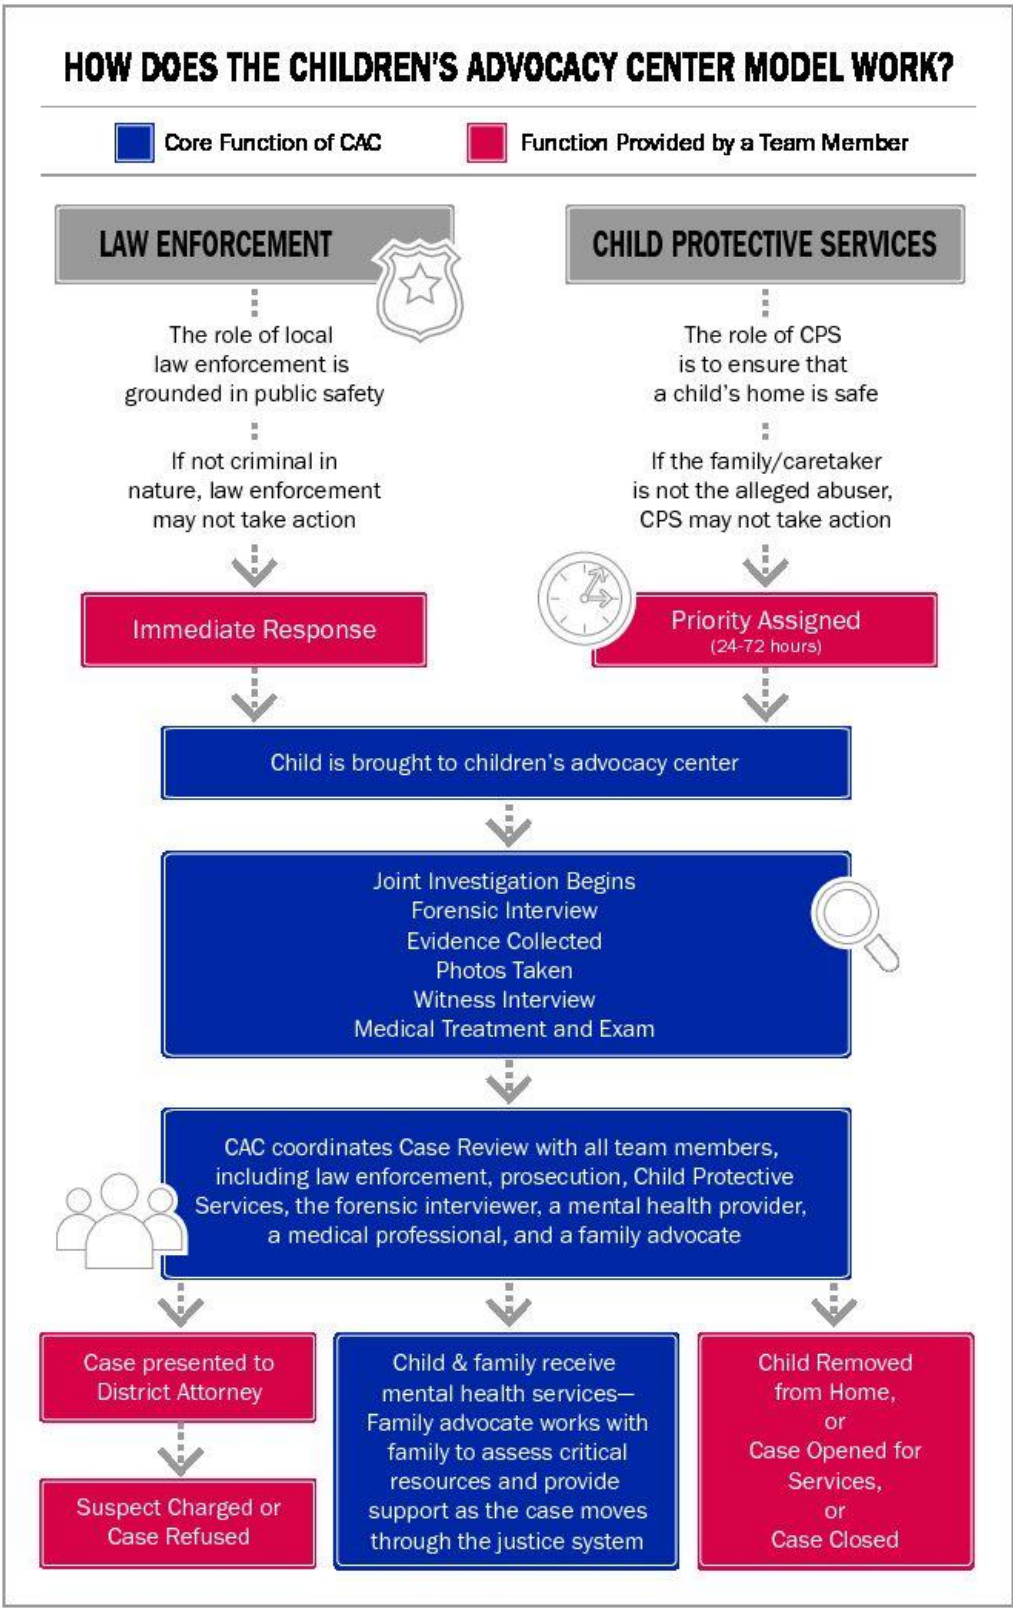 HOW DOES THE CHILDREN'S ADVOCACY CENTER MODEL WORK?
Core Function of CAC
Function Provided by a Team Member
LAW ENFORCEMENT
The role of local
law enforcement is
grounded in public safety
If not criminal in
nature, law enforcement
may not take action
Immediate Response
CHILD PROTECTIVE SERVICES
The role of CPS
is to ensure that
a child's home is safe
If the family/caretaker
is not the alleged abuser,
CPS may not take action
Priority Assigned
(24-72 hours)
Child is brought to children's advocacy center
Joint Investigation Begins
Forensic Interview
Evidence Collected
Photos Taken
Witness Interview
Medical Treatment and Exam
CAC coordinates Case Review with all team members,
including law enforcement, prosecution, Child Protective
Services, the forensic interviewer, a mental health provider,
a medical professional, and a family advocate
Case presented to
District Attorney
Suspect Charged or
Case Refused
Child & family receive
mental health services—
Family advocate works with
family to assess critical
resources and provide
support as the case moves
through the justice system
Child Removed
from Home,
or
Case Opened for
Services,
or
Case Closed